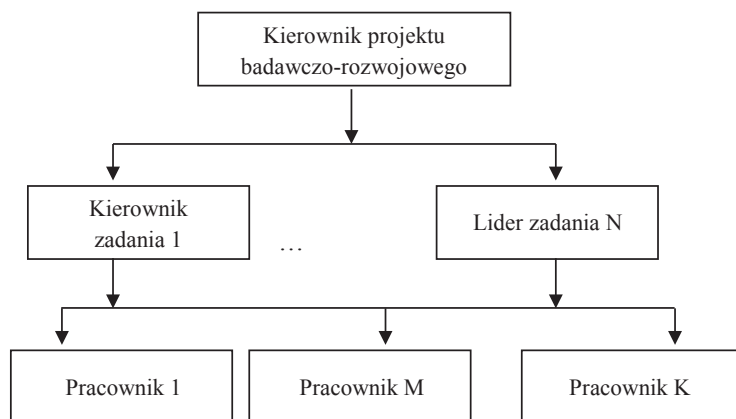 Kierownik projektu
badawczo-rozwojowego
Kierownik
zadania 1
…
Lider zadania N
Pracownik 1
Pracownik M
Pracownik K